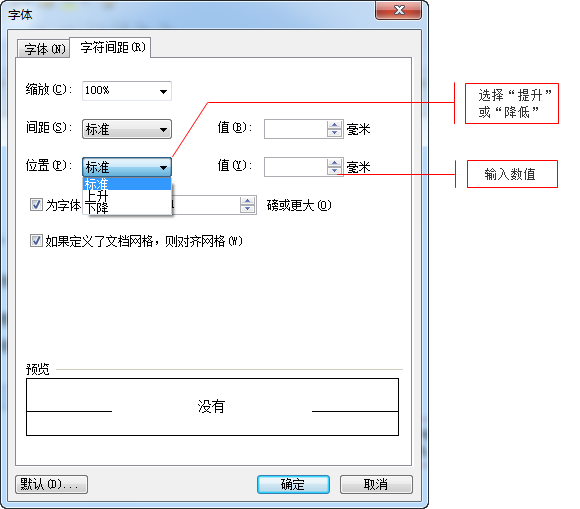 字体
字体(N)
字符间距(R)
缩放(C):
100%
间距(S):
标准
值(B):
毫米
位置(P):
标准
值(Y):
毫米
标准
上升
下降
为字体
磅或更大(O)
如果定义了文档网格，则对齐网格(W)
预览
没有
默认(D)...
确定
取消
选择“提升”
或“降低”
输入数值